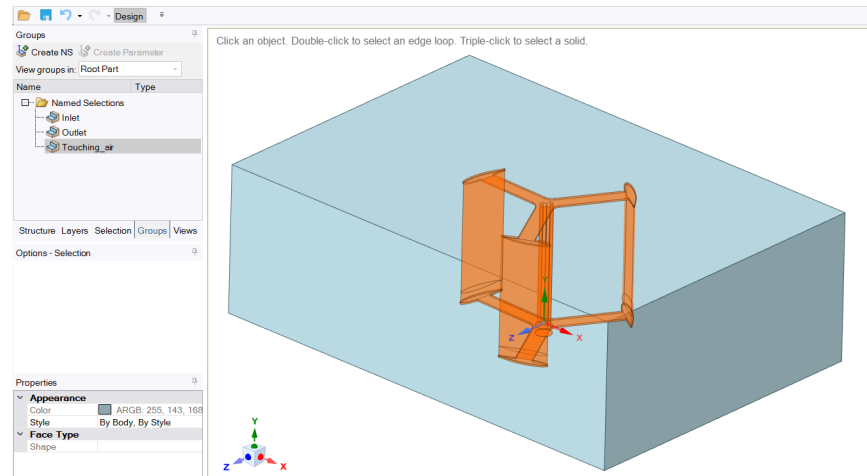 Design
Groups
Create NS Create Parameter
View groups in: Root Part
Name Type
Named Selections
Inlet
Outlet
Touching_air
Structure Layers Selection Groups Views
Options - Selection
Properties
Appearance
Color ARGB: 255, 143, 168
Style By Body, By Style
Face Type
Shape
Click an object. Double-click to select an edge loop. Triple-click to select a solid.
Y
Z X
Y
Z X